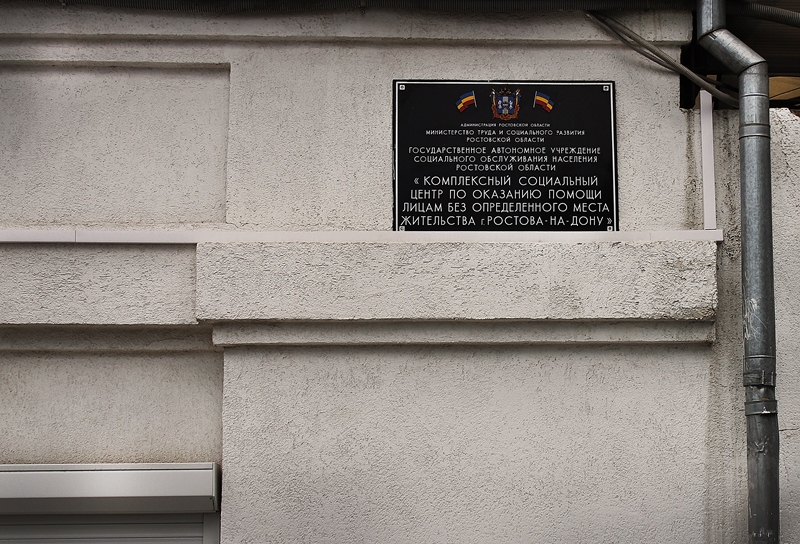 АДМИНИСТРАЦИЯ РОСТОВСКОЙ ОБЛАСТИ
МИНИСТЕРСТВО ТРУДА И СОЦИАЛЬНОГО РАЗВИТИЯ
РОСТОВСКОЙ ОБЛАСТИ
ГОСУДАРСТВЕННОЕ АВТОНОМНОЕ УЧРЕЖДЕНИЕ
СОЦИАЛЬНОГО ОБСЛУЖИВАНИЯ НАСЕЛЕНИЯ
РОСТОВСКОЙ ОБЛАСТИ
« КОМПЛЕКСНЫЙ СОЦИАЛЬНЫЙ
ЦЕНТР ПО ОКАЗАНИЮ ПОМОЩИ
ЛИЦАМ БЕЗ ОПРЕДЕЛЕННОГО МЕСТА
ЖИТЕЛЬСТВА г.РОСТОВА-НА-ДОНУ »